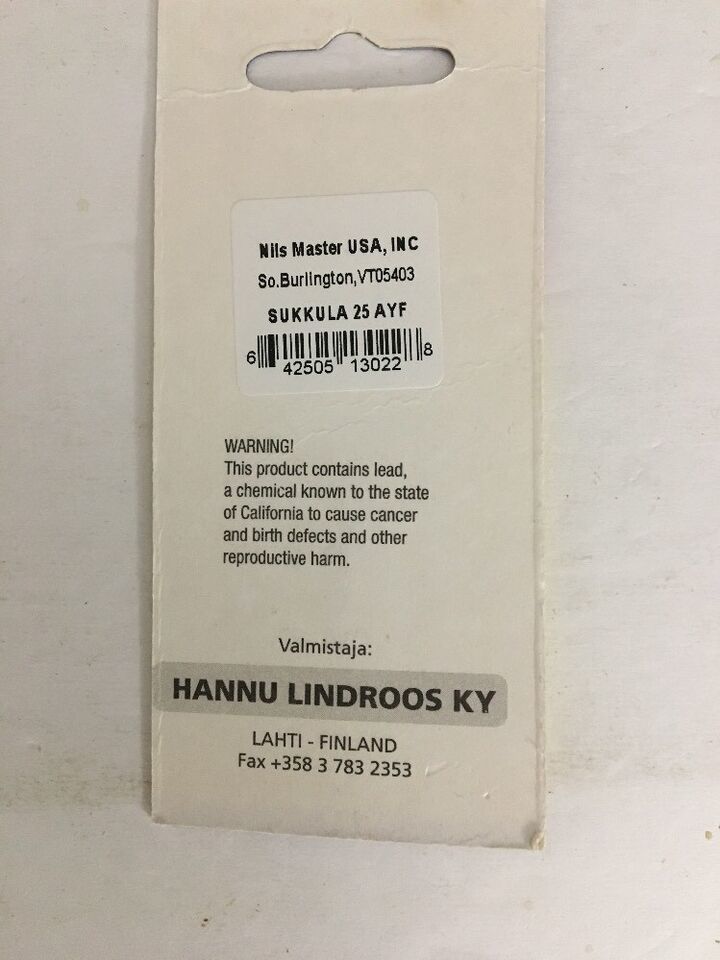 Nils Master USA, INC
So.Burlington,VT05403
SUKKULA 25 AYF
6 42505 13022 8
WARNING!
This product contains lead,
a chemical known to the state
of California to cause cancer
and birth defects and other
reproductive harm.
Valmistaja:
HANNU LINDROOS KY
LAHTI - FINLAND
Fax +358 3 783 2353